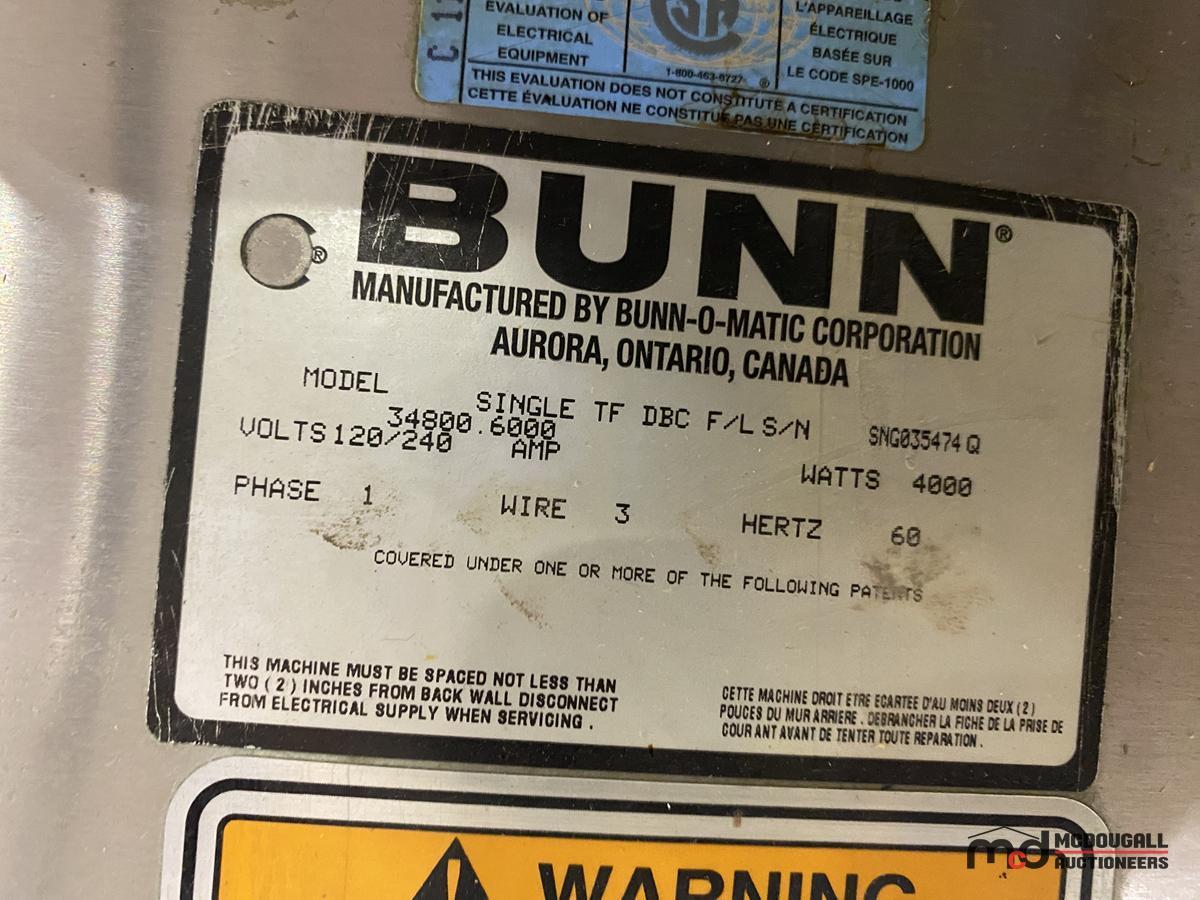 C 11
EVALUATION OF
ELECTRICAL
EQUIPMENT
1-800-463-6727 ®
L'APPAREILLAGE
ÉLECTRIQUE
BASÉE SUR
LE CODE SPE-1000
THIS EVALUATION DOES NOT CONSTITUTE A CERTIFICATION
CETTE ÉVALUATION NE CONSTITUE PAS UNE CERTIFICATION
BUNN®
C ®
MANUFACTURED BY BUNN-O-MATIC CORPORATION
AURORA, ONTARIO, CANADA
MODEL SINGLE TF DBC F/L S/N SNG035474 Q
34800.6000
VOLTS 120/240 AMP WATTS 4000
PHASE 1 WIRE 3 HERTZ 60
COVERED UNDER ONE OR MORE OF THE FOLLOWING PATENTS
THIS MACHINE MUST BE SPACED NOT LESS THAN
TWO (2) INCHES FROM BACK WALL DISCONNECT
FROM ELECTRICAL SUPPLY WHEN SERVICING .
CETTE MACHINE DROIT ETRE ECARTEE D'AU MOINS DEUX (2)
POUCES DU MUR ARRIERE . DEBRANCHER LA FICHE DE LA PRISE DE
COUR ANT AVANT DE TENTER TOUTE REPARATION .
WARNING
mcd MCDOUGALL
AUCTIONEERS